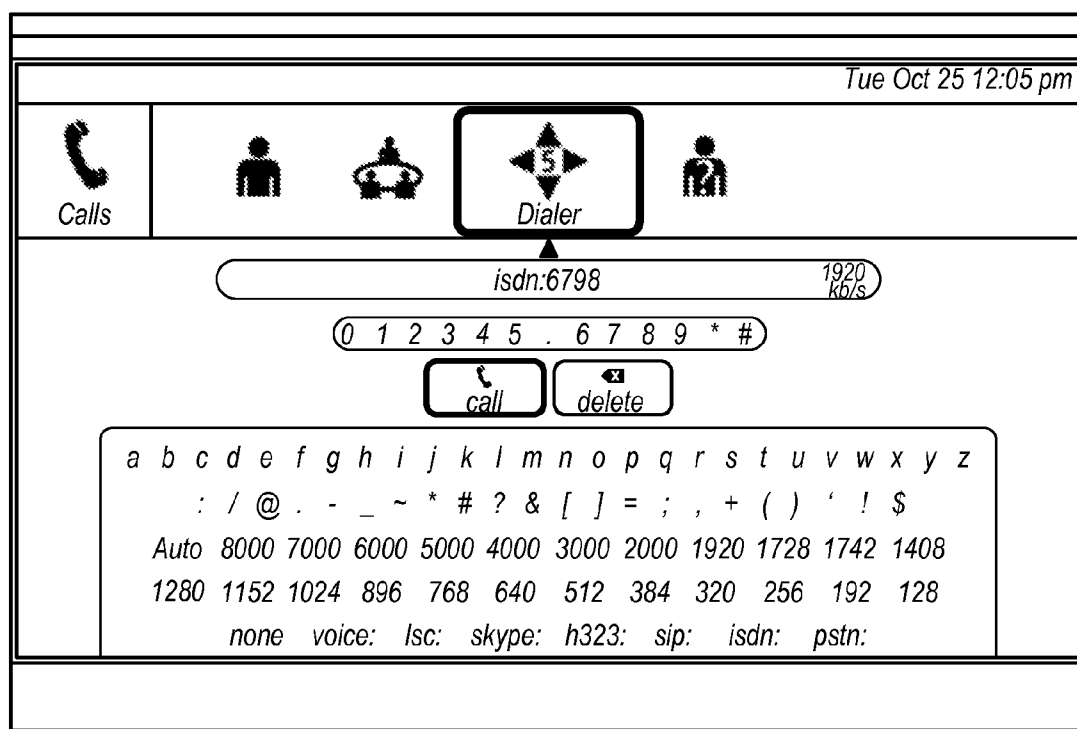 Tue Oct 25 12:05 pm
5
Calls
Dialer
?
isdn:6798
1920
kb/s
0 1 2 3 4 5 . 6 7 8 9 * #
call
x
delete
a b c d e f g h i j k l m n o p q r s t u v w x y z
: / @ . - _ ~ * # ? & [ ] = ; , + ( ) ‘ ! $
Auto 8000 7000 6000 5000 4000 3000 2000 1920 1728 1742 1408
1280 1152 1024 896 768 640 512 384 320 256 192 128
none voice: lsc: skype: h323: sip: isdn: pstn: